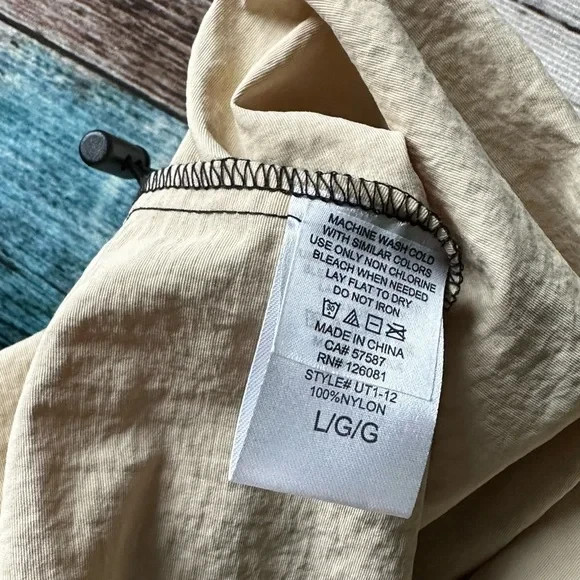 MACHINE WASH COLD
WITH SIMILAR COLORS
USE ONLY NON CHLORINE
BLEACH WHEN NEEDED
LAY FLAT TO DRY
DO NOT IRON
30
MADE IN CHINA
CA# 57587
RN# 126081
STYLE# UT1-12
100%NYLON
L/G/G